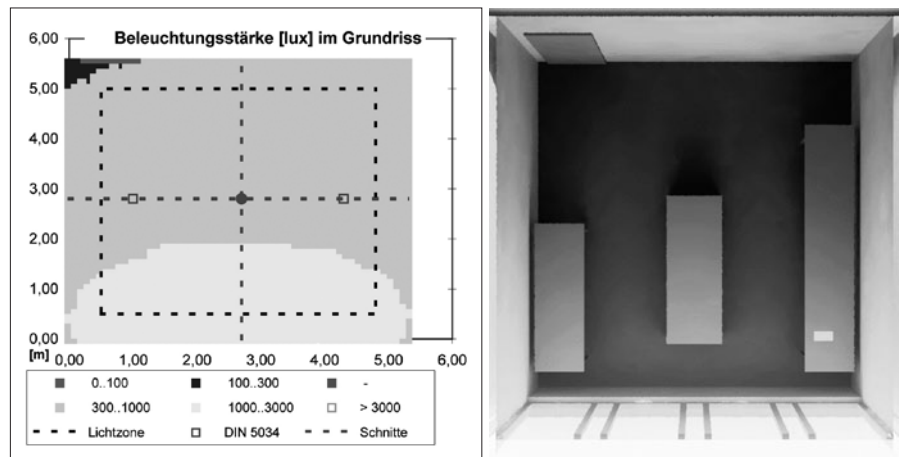 Beleuchtungsstärke [lux] im Grundriss
6,00
5,00
4,00
3,00
2,00
1,00
0,00
[m]
0,00 1,00 2,00 3,00 4,00 5,00 6,00
0..100 100..300 -
300..1000 1000..3000 > 3000
Lichtzone DIN 5034 Schnitte